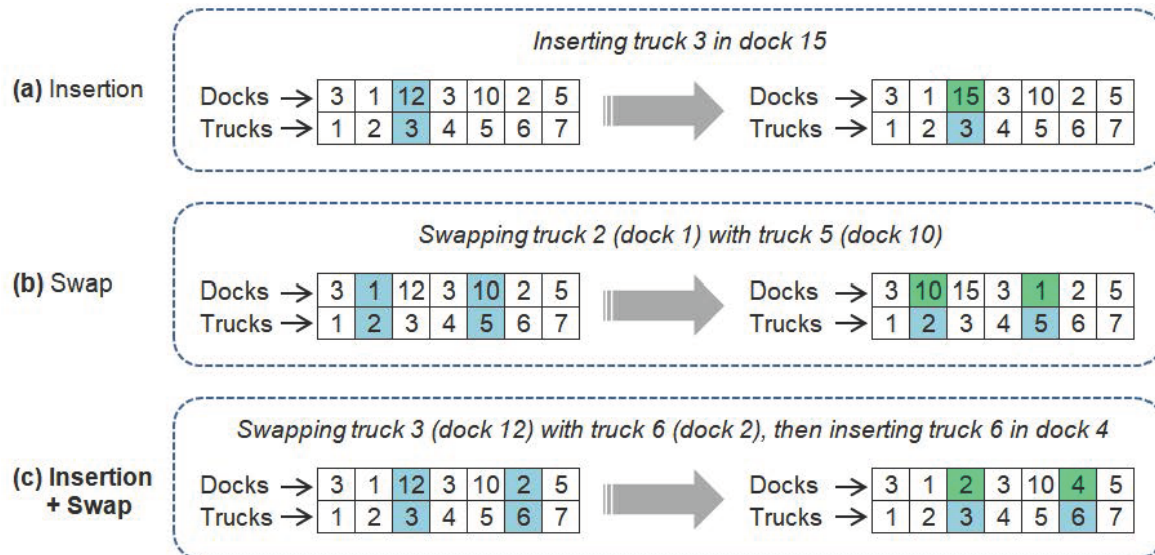 Inserting truck 3 in dock 15
(a) Insertion
Docks → 3 1 12 3 10 2 5
Trucks → 1 2 3 4 5 6 7
Docks → 3 1 15 3 10 2 5
Trucks → 1 2 3 4 5 6 7
Swapping truck 2 (dock 1) with truck 5 (dock 10)
(b) Swap
Docks → 3 1 12 3 10 2 5
Trucks → 1 2 3 4 5 6 7
Docks → 3 10 15 3 1 2 5
Trucks → 1 2 3 4 5 6 7
Swapping truck 3 (dock 12) with truck 6 (dock 2), then inserting truck 6 in dock 4
(c) Insertion
+ Swap
Docks → 3 1 12 3 10 2 5
Trucks → 1 2 3 4 5 6 7
Docks → 3 1 2 3 10 4 5
Trucks → 1 2 3 4 5 6 7